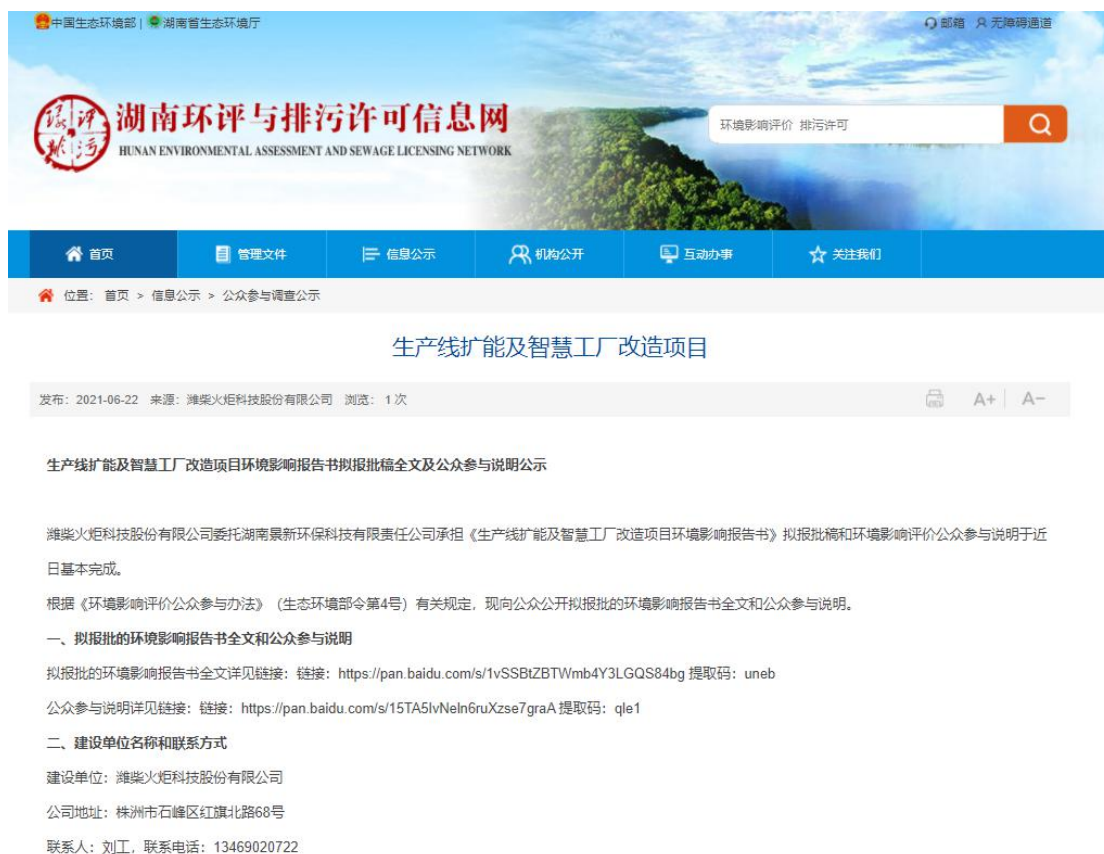 中国生态环境部 | 湖南省生态环境厅 邮箱 无障碍通道
湖南环评与排污许可信息网
HUNAN ENVIRONMENTAL ASSESSMENT AND SEWAGE LICENSING NETWORK
环境影响评价 排污许可
首页 管理文件 信息公示 机构公开 互动办事 关注我们
位置： 首页 > 信息公示 > 公众参与调查公示
生产线扩能及智慧工厂改造项目
发布：2021-06-22 来源：潍柴火炬科技股份有限公司 浏览：1次 A+ | A-
生产线扩能及智慧工厂改造项目环境影响报告书拟报批稿全文及公众参与说明公示
潍柴火炬科技股份有限公司委托湖南景新环保科技有限责任公司承担《生产线扩能及智慧工厂改造项目环境影响报告书》拟报批稿和环境影响评价公众参与说明于近
日基本完成。
根据《环境影响评价公众参与办法》（生态环境部令第4号）有关规定，现向公众公开拟报批的环境影响报告书全文和公众参与说明。
一、拟报批的环境影响报告书全文和公众参与说明
拟报批的环境影响报告书全文详见链接：链接：https://pan.baidu.com/s/1vSSBtZBTWmb4Y3LGQS84bg 提取码：uneb
公众参与说明详见链接：链接：https://pan.baidu.com/s/15TA5IvNeln6ruXzse7graA 提取码：qle1
二、建设单位名称和联系方式
建设单位：潍柴火炬科技股份有限公司
公司地址：株洲市石峰区红旗北路68号
联系人：刘工，联系电话：13469020722